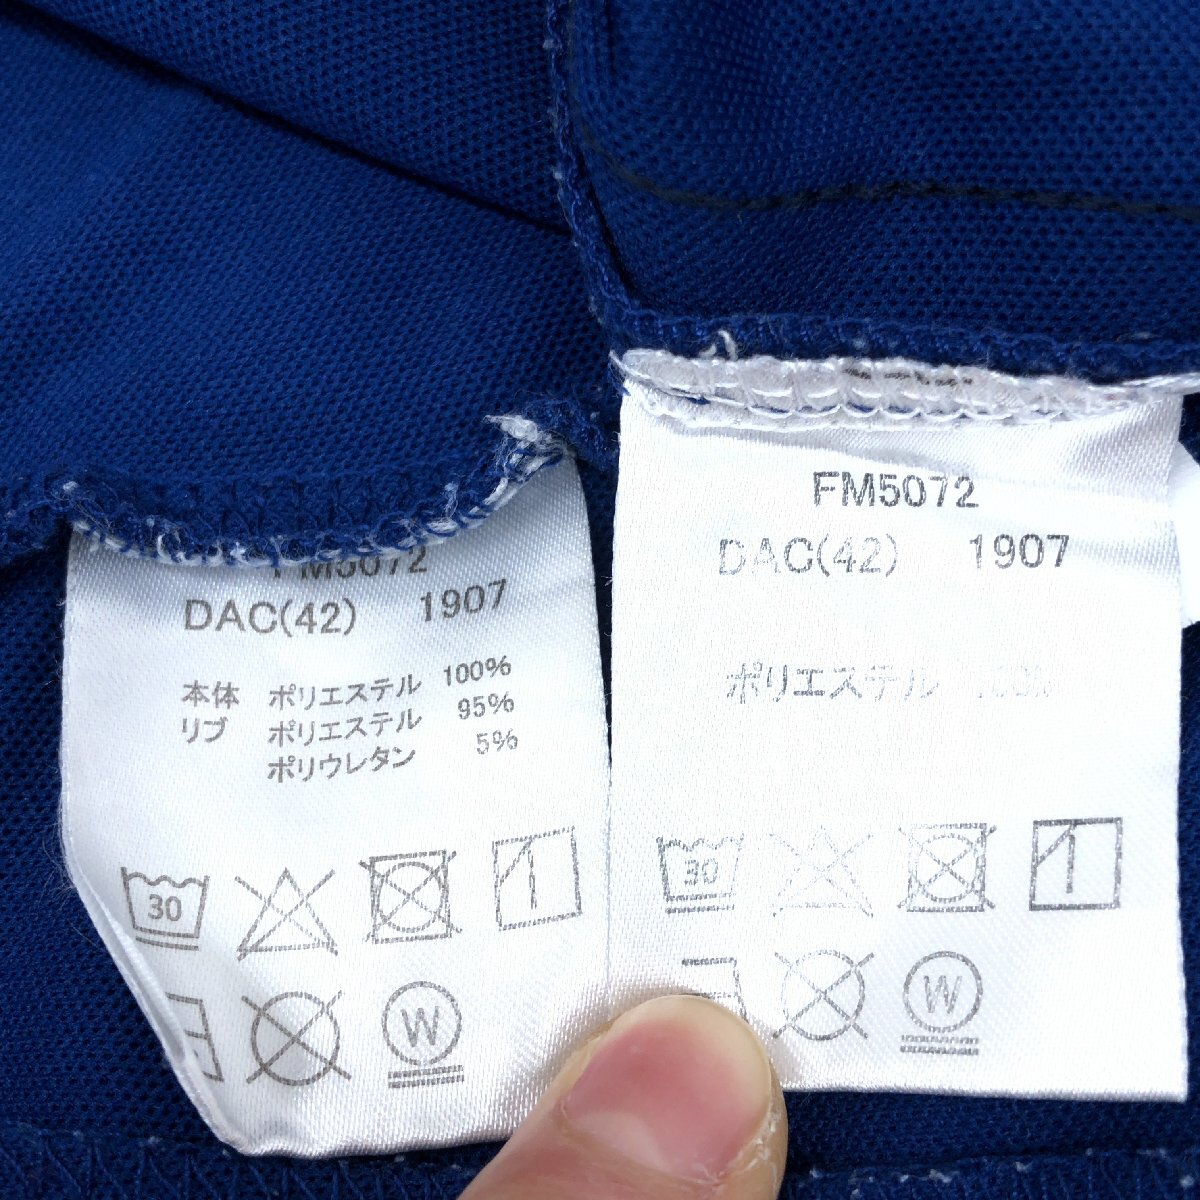 FM5072
DAC(42) 1907
本体 ポリエステル 100%
リブ ポリエステル 95%
ポリウレタン 5%
30
W
FM5072
DAC(42) 1907
ポリエステル 100%
30
W